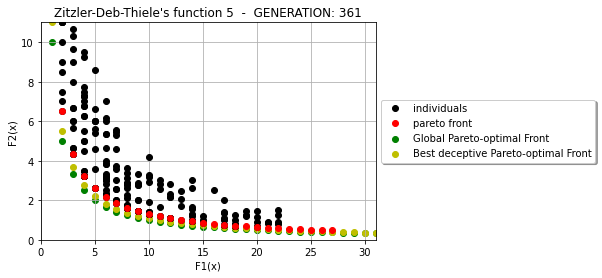 Zitzler-Deb-Thiele's function 5 - GENERATION: 361
10
8
6
4
2
0
F2(x)
0 5 10 15 20 25 30
F1(x)
individuals
pareto front
Global Pareto-optimal Front
Best deceptive Pareto-optimal Front